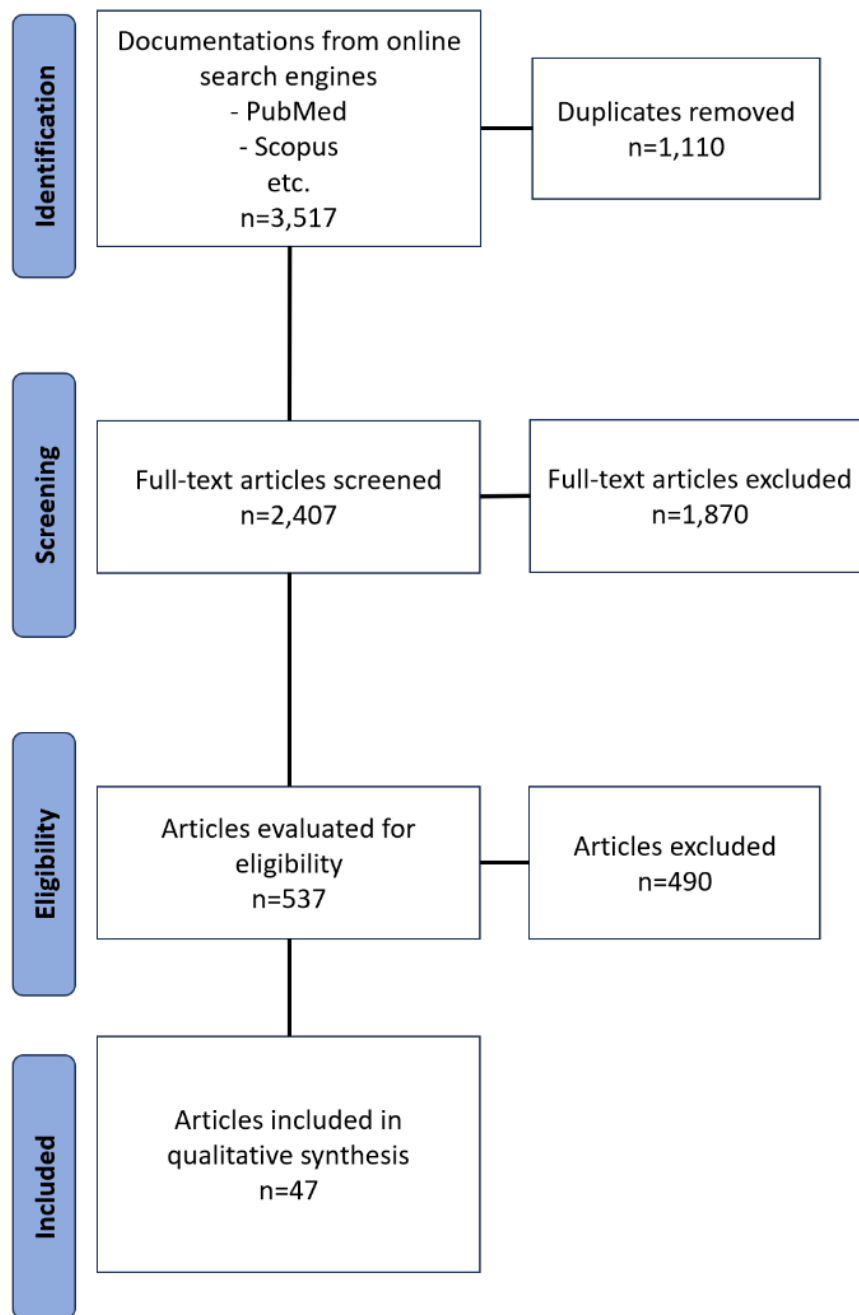 Identification
Documentations from online
search engines
- PubMed
- Scopus
etc.
n=3,517
Duplicates removed
n=1,110
Screening
Full-text articles screened
n=2,407
Full-text articles excluded
n=1,870
Eligibility
Articles evaluated for
eligibility
n=537
Articles excluded
n=490
Included
Articles included in
qualitative synthesis
n=47